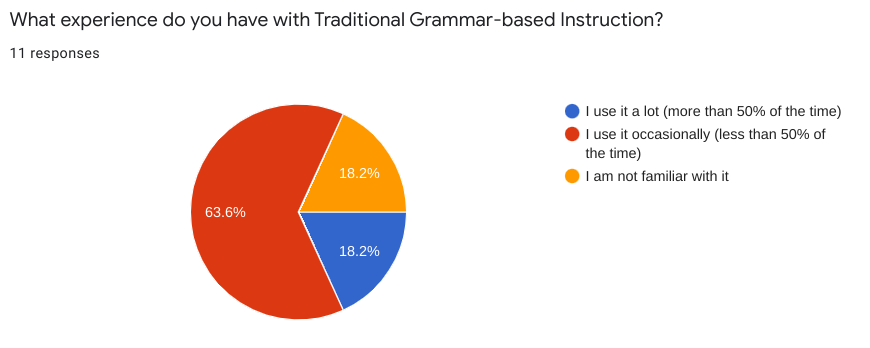 What experience do you have with Traditional Grammar-based Instruction?
11 responses
I use it a lot (more than 50% of the time)
I use it occasionally (less than 50% of
the time)
I am not familiar with it
18.2%
63.6%
18.2%